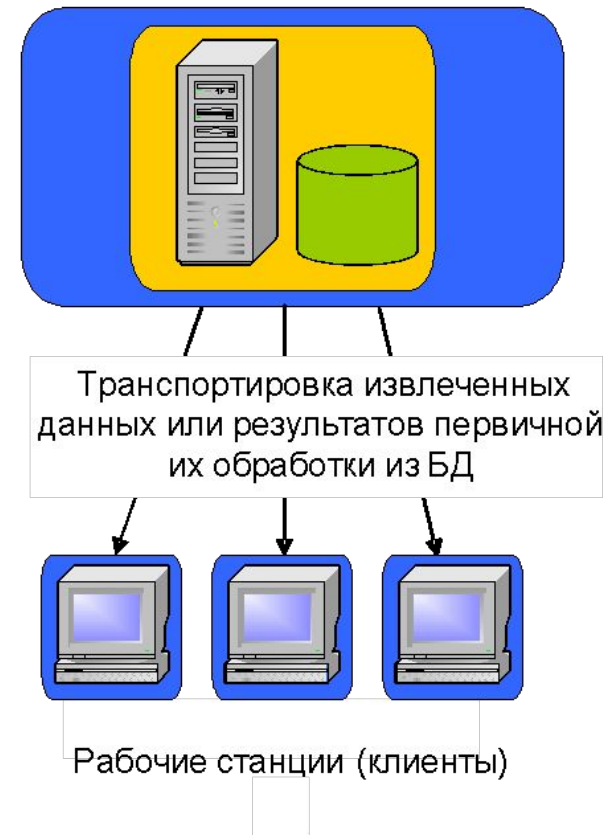 Транспортировка извлеченных
данных или результатов первичной
их обработки из БД
Рабочие станции (клиенты)